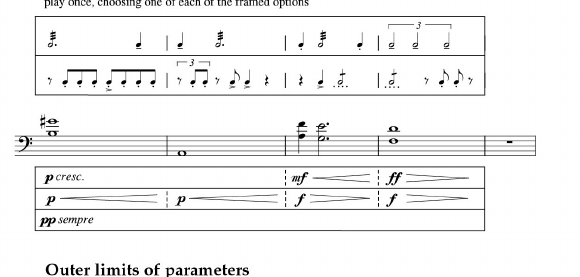 play once, choosing one of each of the framed options
3
3
p cresc. mf ff
p p f f
pp sempre
Outer limits of parameters